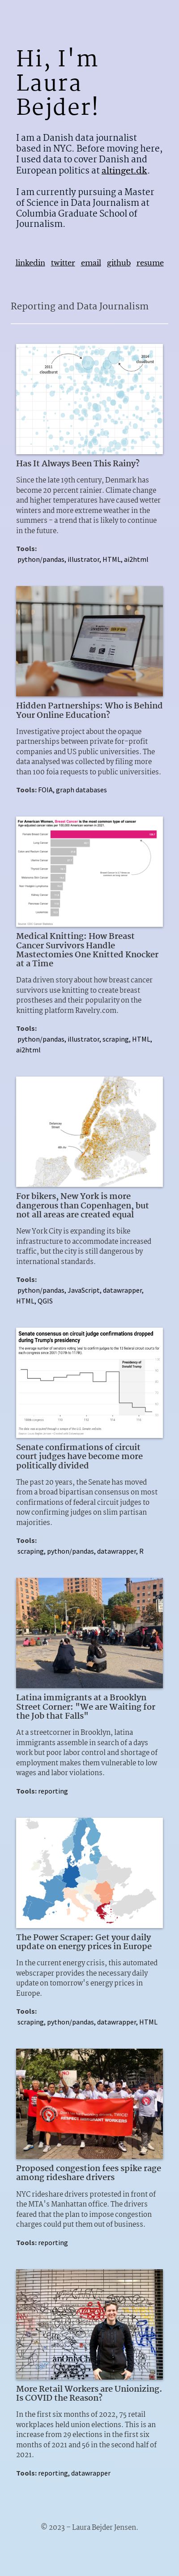 Hi, I'm
Laura
Bejder!
I am a Danish data journalist
based in NYC. Before moving here,
I used data to cover Danish and
European politics at altinget.dk.
I am currently pursuing a Master
of Science in Data Journalism at
Columbia Graduate School of
Journalism.
linkedin twitter email github resume
Reporting and Data Journalism
2011
cloudburst
Has It Always Been This Rainy?
Since the late 19th century, Denmark has
become 20 percent rainier. Climate change
and higher temperatures have caused wetter
winters and more extreme weather in the
summers – a trend that is likely to continue
in the future.
Tools:
python/pandas, illustrator, HTML, ai2html
Hidden Partnerships: Who is Behind
Your Online Education?
Investigative project about the opaque
partnerships between private for-profit
companies and US public universities. The
data analysed was collected by filing more
than 100 foia requests to public universities.
Tools: FOIA, graph databases
For American Women, Breast Cancer is the most common type of cancer
Medical Knitting: How Breast
Cancer Survivors Handle
Mastectomies One Knitted Knocker
at a Time
Data driven story about how breast cancer
survivors use knitting to create breast
prostheses and their popularity on the
knitting platform Ravelry.com.
Tools:
python/pandas, illustrator, scraping, HTML,
ai2html
For bikers, New York is more
dangerous than Copenhagen, but
not all areas are created equal
New York City is expanding its bike
infrastructure to accommodate increased
traffic, but the city is still dangerous by
international standards.
Tools:
python/pandas, JavaScript, datawrapper,
HTML, QGIS
Senate consensus on circuit judge confirmations dropped
during Trump's presidency
Presidency of
Donald Trump
Senate confirmations of circuit
court judges have become more
politically divided
The past 20 years, the Senate has moved
from a broad bipartisan consensus on most
confirmations of federal circuit judges to
now confirming judges on slim partisan
majorities.
Tools:
scraping, python/pandas, datawrapper, R
Latina immigrants at a Brooklyn
Street Corner: "We are Waiting for
the Job that Falls"
At a streetcorner in Brooklyn, latina
immigrants assemble in search of a days
work but poor labor control and shortage of
employment makes them vulnerable to low
wages and labor violations.
Tools: reporting
The Power Scraper: Get your daily
update on energy prices in Europe
In the current energy crisis, this automated
webscraper provides the necessary daily
update on tomorrow's energy prices in
Europe.
Tools:
scraping, python/pandas, datawrapper, HTML
Proposed congestion fees spike rage
among rideshare drivers
NYC rideshare drivers protested in front of
the MTA's Manhattan office. The drivers
feared that the plan to impose congestion
charges could put them out of business.
Tools: reporting
More Retail Workers are Unionizing.
Is COVID the Reason?
In the first six months of 2022, 75 retail
workplaces held union elections. This is an
increase from 29 elections in the first six
months of 2021 and 56 in the second half of
2021.
Tools: reporting, datawrapper
© 2023 – Laura Bejder Jensen.